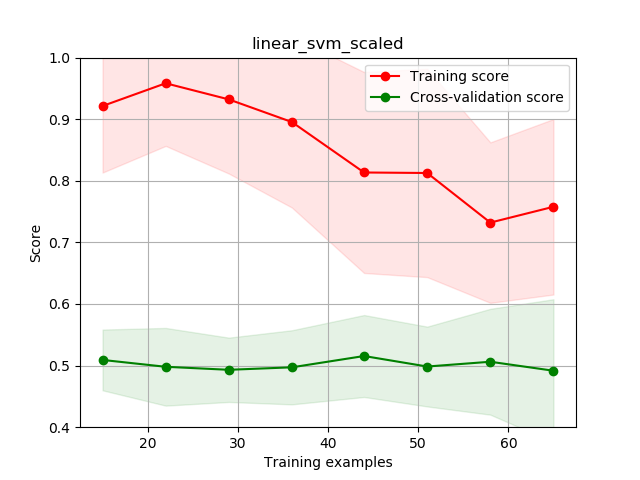 linear_svm_scaled
Training score
Cross-validation score
Score
1.0
0.9
0.8
0.7
0.6
0.5
0.4
20 30 40 50 60
Training examples